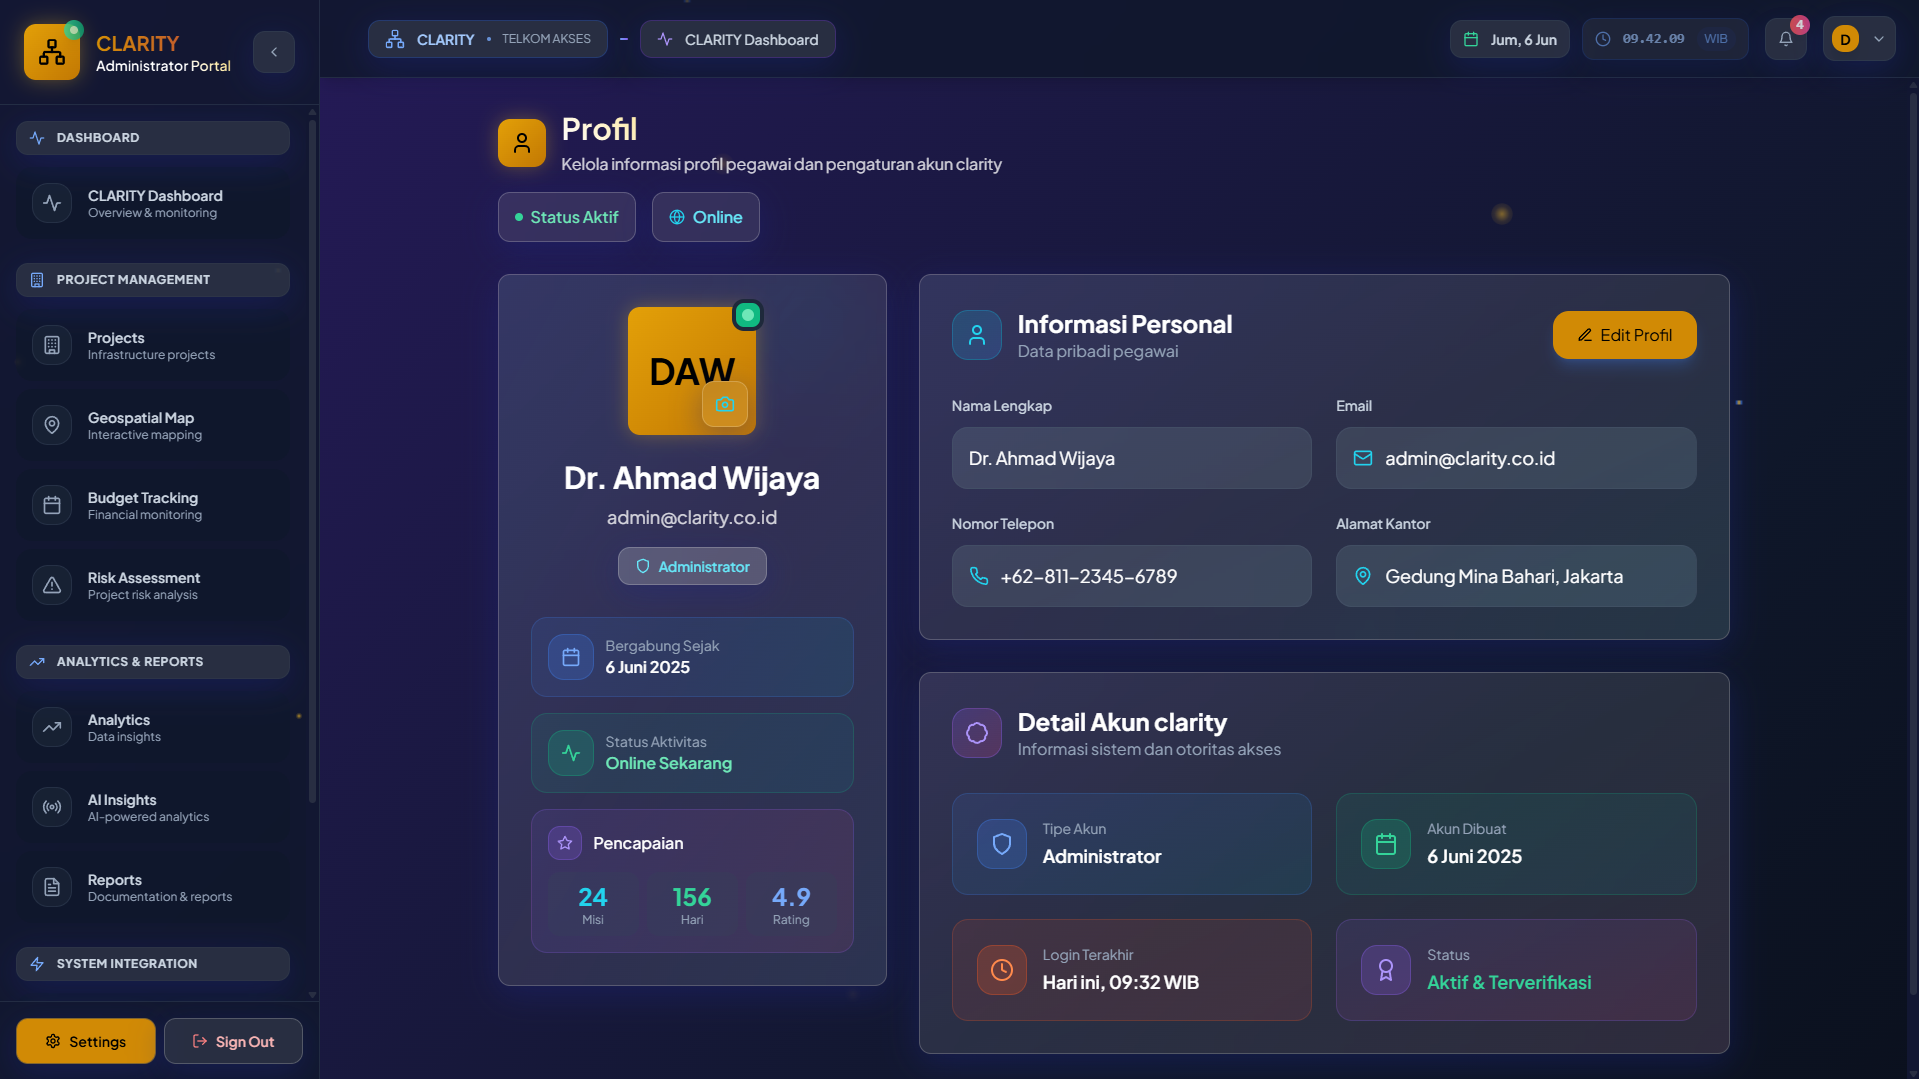 CLARITY
Administrator Portal
DASHBOARD
CLARITY Dashboard
Overview & monitoring
PROJECT MANAGEMENT
Projects
Infrastructure projects
Geospatial Map
Interactive mapping
Budget Tracking
Financial monitoring
Risk Assessment
Project risk analysis
ANALYTICS & REPORTS
Analytics
Data insights
AI Insights
AI-powered analytics
Reports
Documentation & reports
SYSTEM INTEGRATION
Settings
Sign Out
CLARITY • TELKOM AKSES – CLARITY Dashboard
Jum, 6 Jun
09.42.09 WIB
4
D
Profil
Kelola informasi profil pegawai dan pengaturan akun clarity
Status Aktif
Online
DAW
Dr. Ahmad Wijaya
admin@clarity.co.id
Administrator
Bergabung Sejak
6 Juni 2025
Status Aktivitas
Online Sekarang
Pencapaian
24 156 4.9
Misi Hari Rating
Informasi Personal
Data pribadi pegawai
Edit Profil
Nama Lengkap
Dr. Ahmad Wijaya
Email
admin@clarity.co.id
Nomor Telepon
+62-811-2345-6789
Alamat Kantor
Gedung Mina Bahari, Jakarta
Detail Akun clarity
Informasi sistem dan otoritas akses
Tipe Akun
Administrator
Akun Dibuat
6 Juni 2025
Login Terakhir
Hari ini, 09:32 WIB
Status
Aktif & Terverifikasi